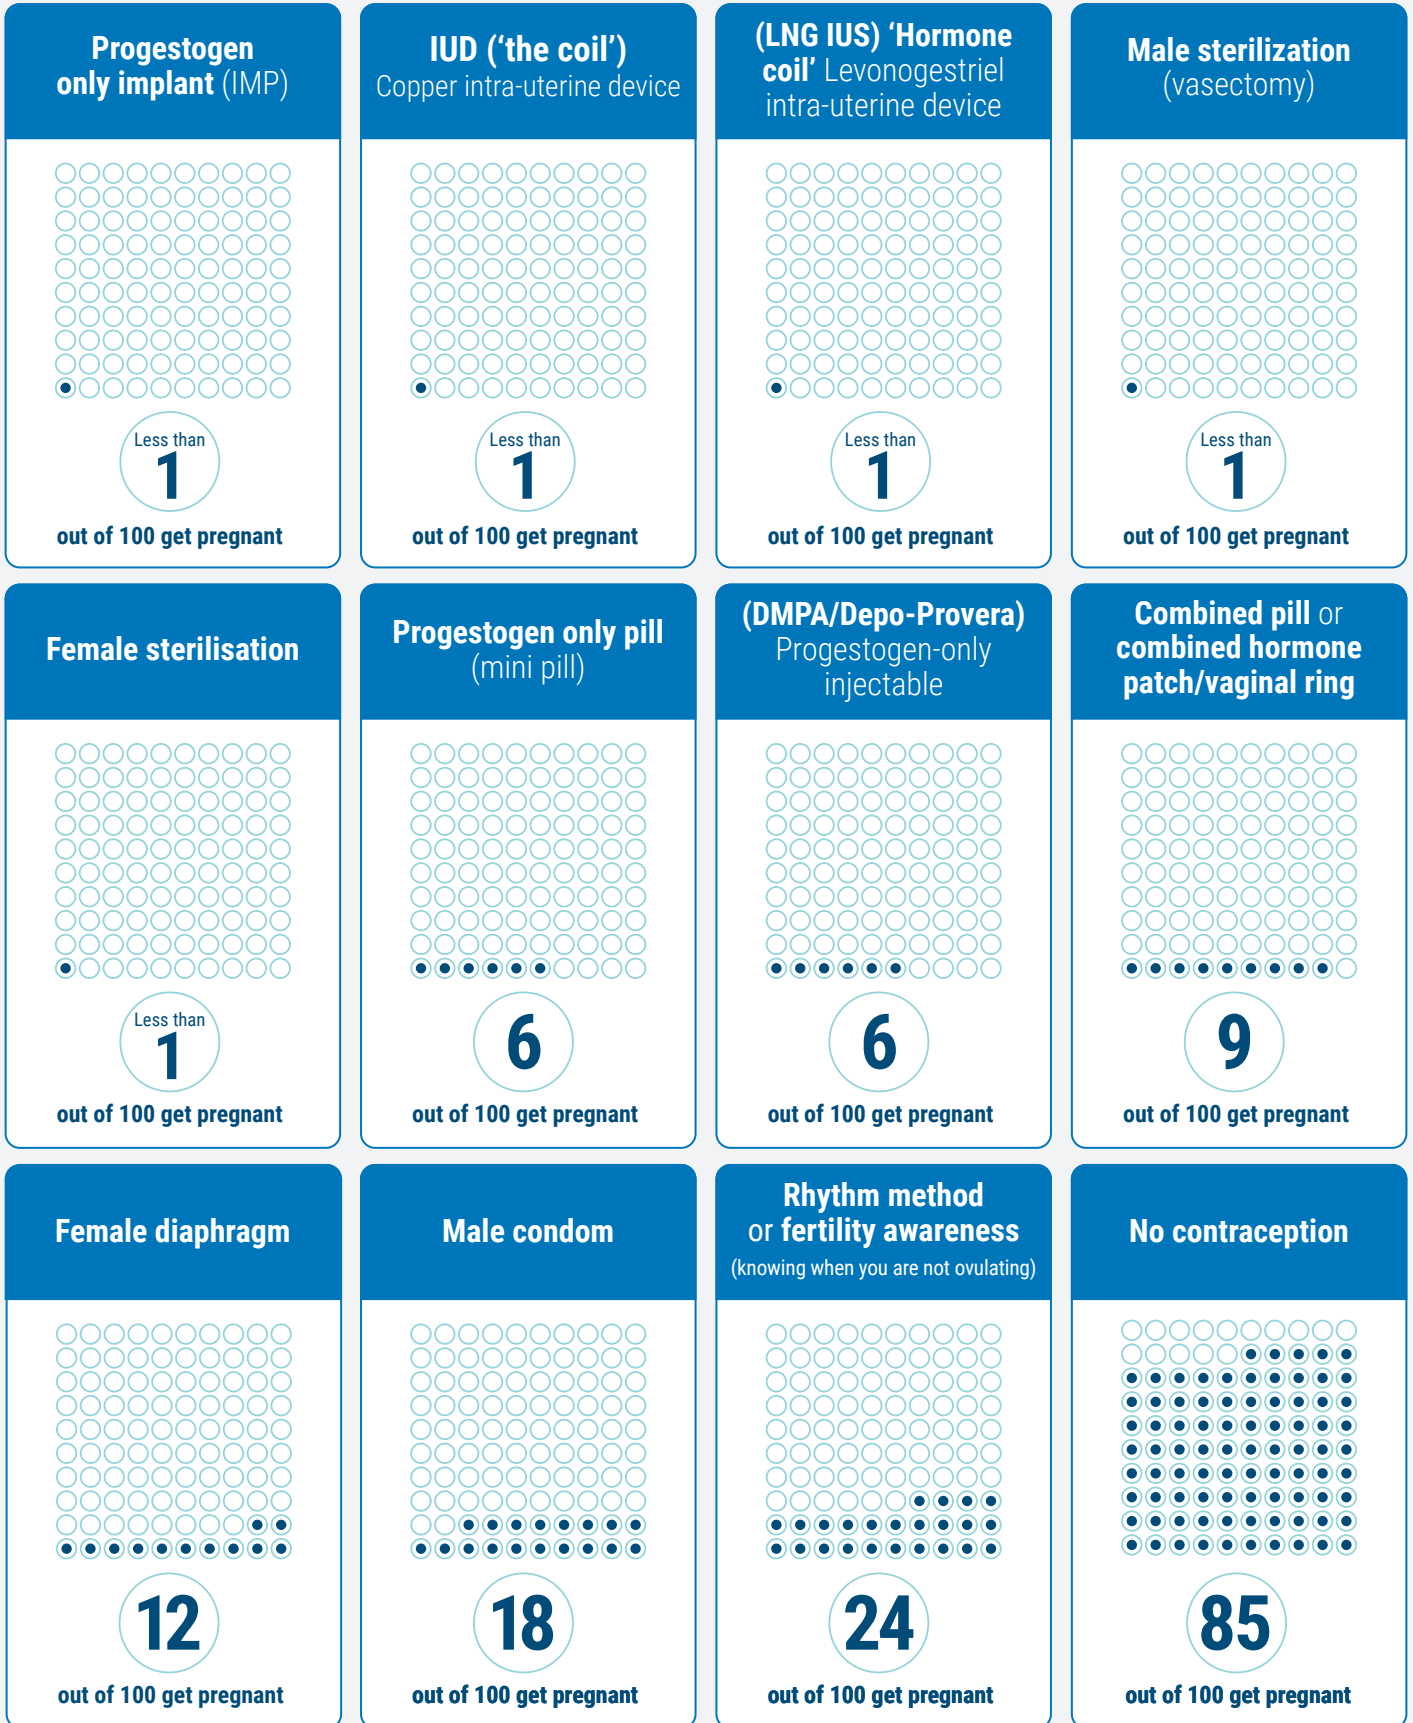 Progestogen
only implant (IMP)
Less than
1
out of 100 get pregnant
IUD (‘the coil’)
Copper intra-uterine device
Less than
1
out of 100 get pregnant
(LNG IUS) ‘Hormone
coil’ Levonogestriel
intra-uterine device
Less than
1
out of 100 get pregnant
Male sterilization
(vasectomy)
Less than
1
out of 100 get pregnant
Female sterilisation
Less than
1
out of 100 get pregnant
Progestogen only pill
(mini pill)
6
out of 100 get pregnant
(DMPA/Depo-Provera)
Progestogen-only
injectable
6
out of 100 get pregnant
Combined pill or
combined hormone
patch/vaginal ring
9
out of 100 get pregnant
Female diaphragm
12
out of 100 get pregnant
Male condom
18
out of 100 get pregnant
Rhythm method
or fertility awareness
(knowing when you are not ovulating)
24
out of 100 get pregnant
No contraception
85
out of 100 get pregnant